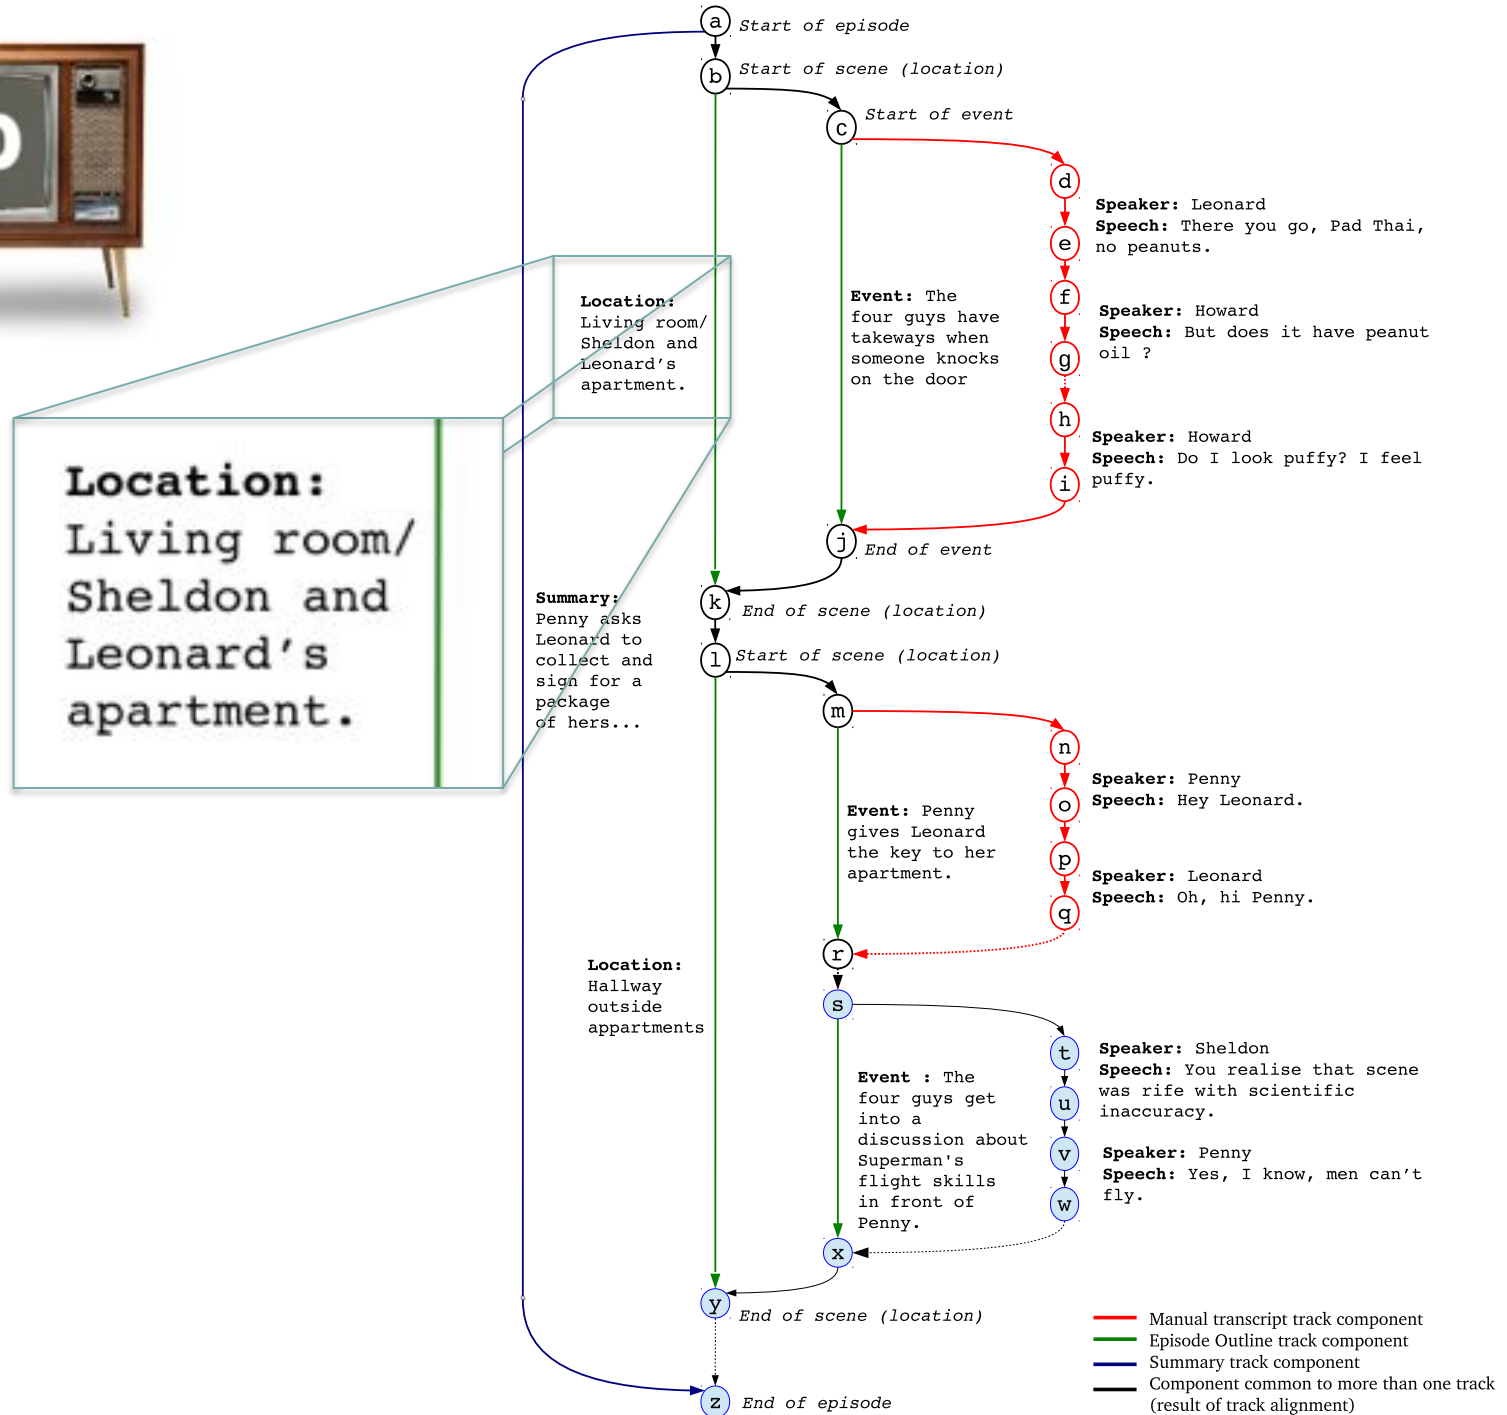 a Start of episode
b Start of scene (location)
c Start of event
d
Speaker: Leonard
Speech: There you go, Pad Thai,
no peanuts.
e
f
Speaker: Howard
Speech: But does it have peanut
oil ?
g
h
Speaker: Howard
Speech: Do I look puffy? I feel
puffy.
i
Location:
Living room/
Sheldon and
Leonard’s
apartment.
Event: The
four guys have
takeways when
someone knocks
on the door
Location:
Living room/
Sheldon and
Leonard’s
apartment.
j End of event
k End of scene (location)
Summary:
Penny asks
Leonard to
collect and
sign for a
package
of hers...
l Start of scene (location)
m
n
Speaker: Penny
Speech: Hey Leonard.
o
p
Speaker: Leonard
Speech: Oh, hi Penny.
q
Event: Penny
gives Leonard
the key to her
apartment.
r
Location:
Hallway
outside
appartments
s
t
Speaker: Sheldon
Speech: You realise that scene
was rife with scientific
inaccuracy.
u
v
Speaker: Penny
Speech: Yes, I know, men can’t
fly.
w
Event : The
four guys get
into a
discussion about
Superman's
flight skills
in front of
Penny.
x
y End of scene (location)
z End of episode
Manual transcript track component
Episode Outline track component
Summary track component
Component common to more than one track
(result of track alignment)